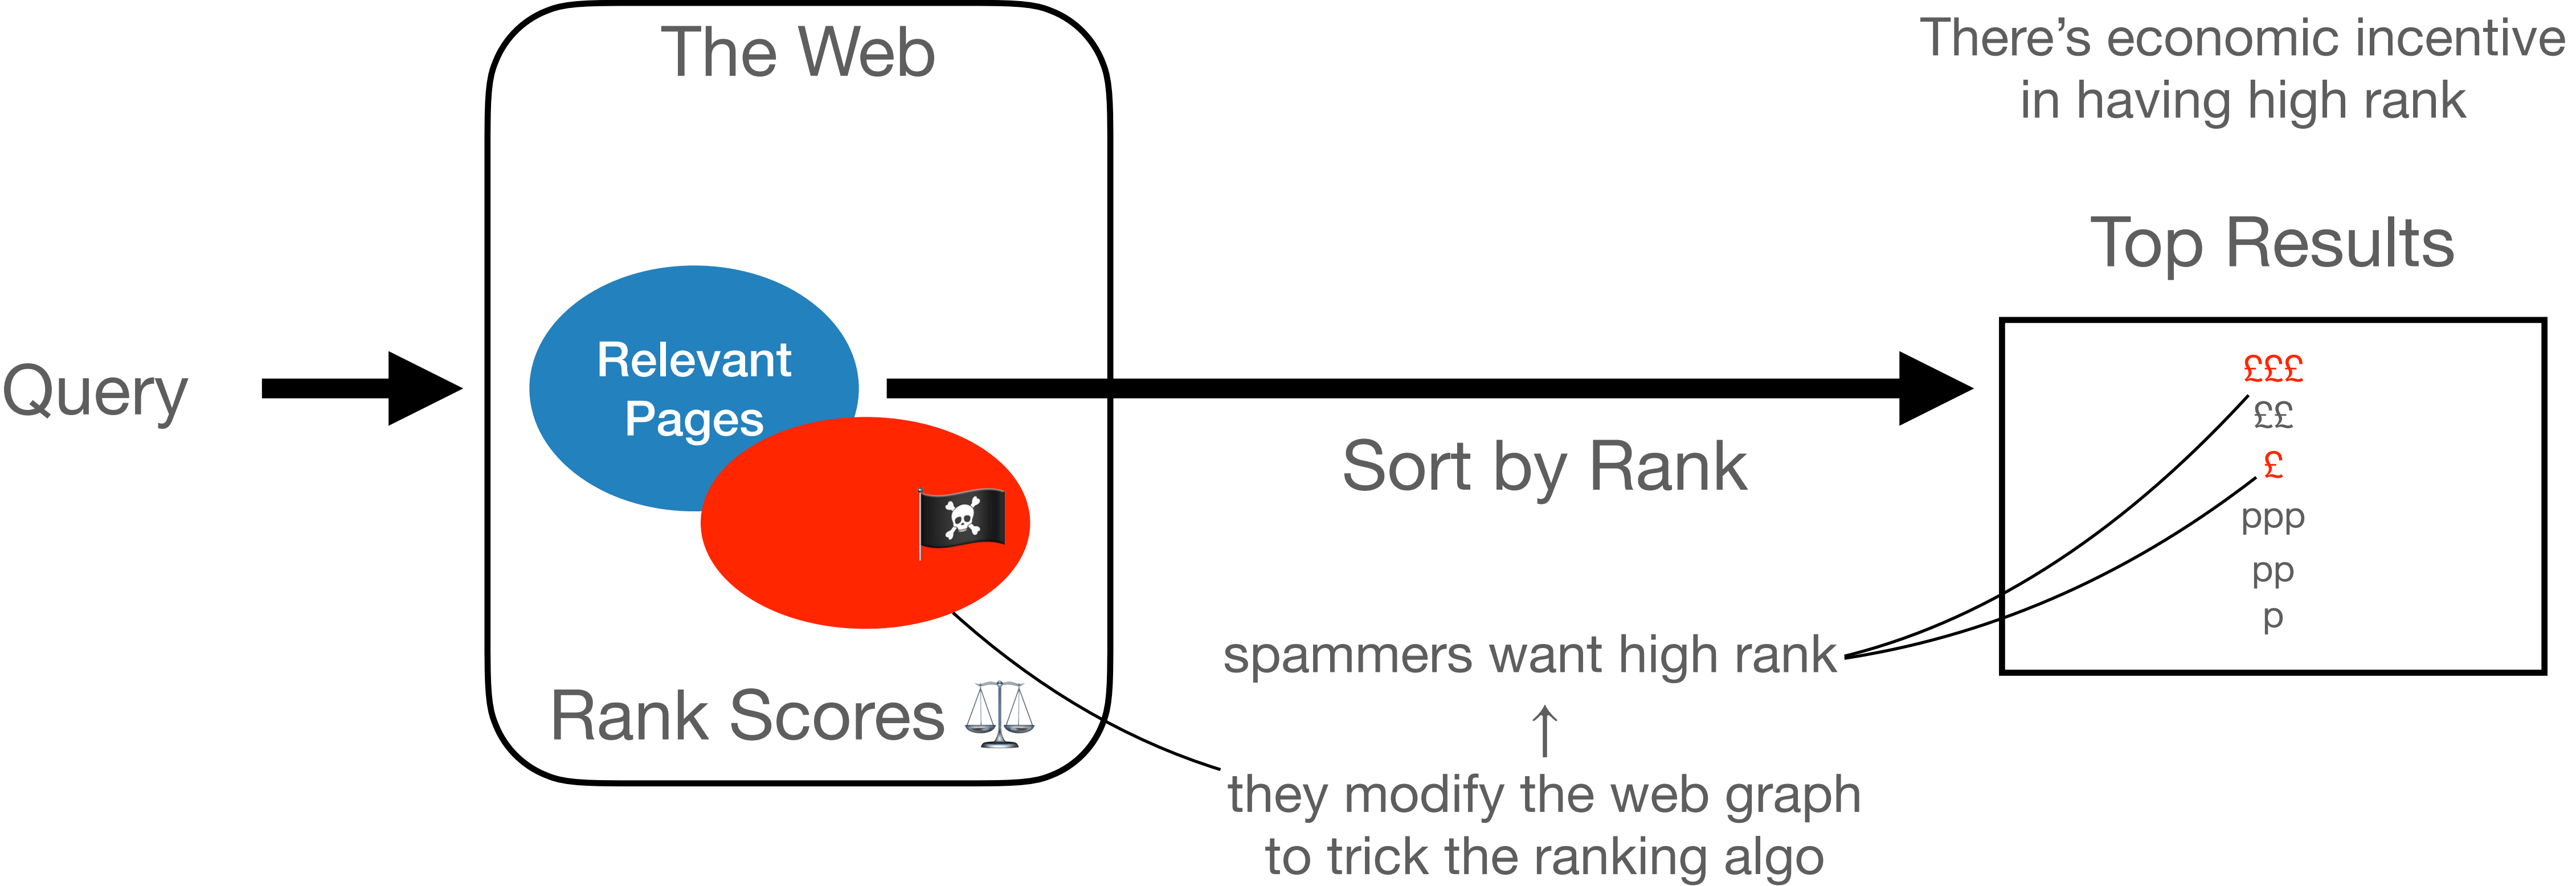 The Web
There’s economic incentive
in having high rank
Top Results
Query
Relevant
Pages
Sort by Rank
£££
££
£
ppp
pp
p
spammers want high rank
↑
they modify the web graph
to trick the ranking algo
Rank Scores